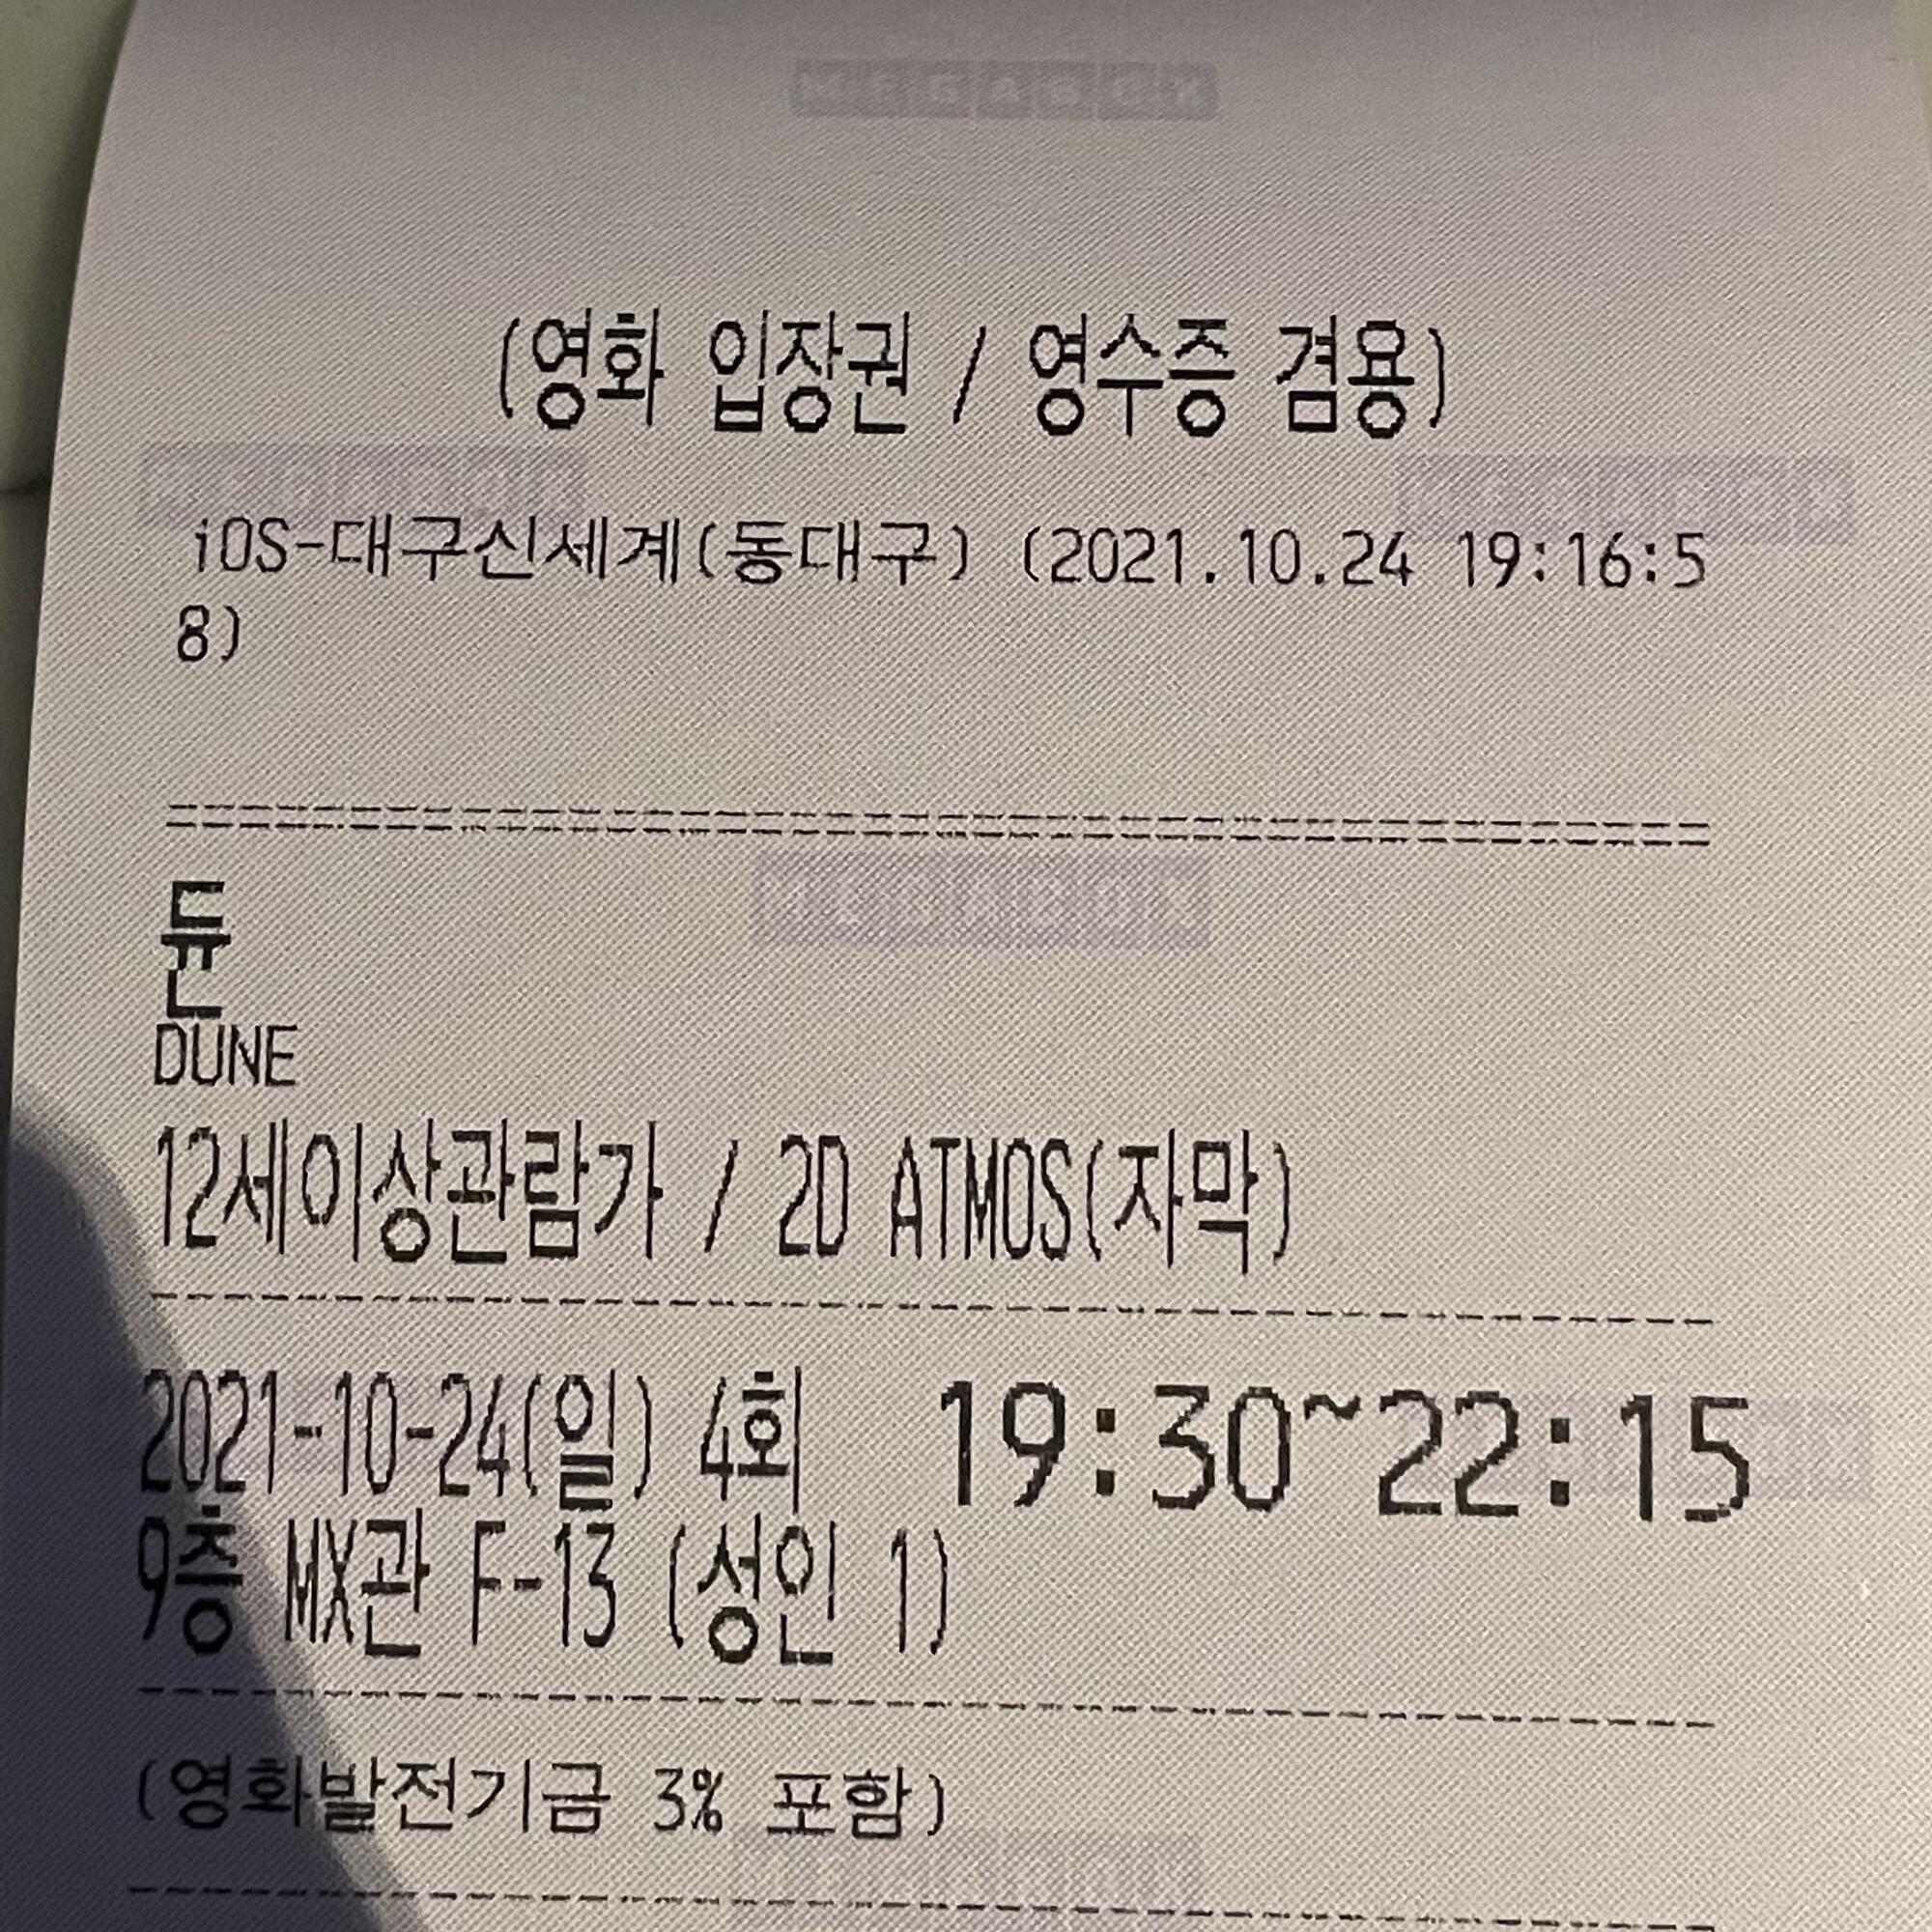 MEGABOX
(영화 입장권 / 영수증 겸용)
iOS-대구신세계(동대구) (2021.10.24 19:16:5
8)
================================
듄
MEGABOX
DUNE
12세이상관람가 / 2D ATMOS(자막)
2021-10-24(일) 4회 19:30~22:15
9층 MX관 F-13 (성인 1)
(영화발전기금 3% 포함)